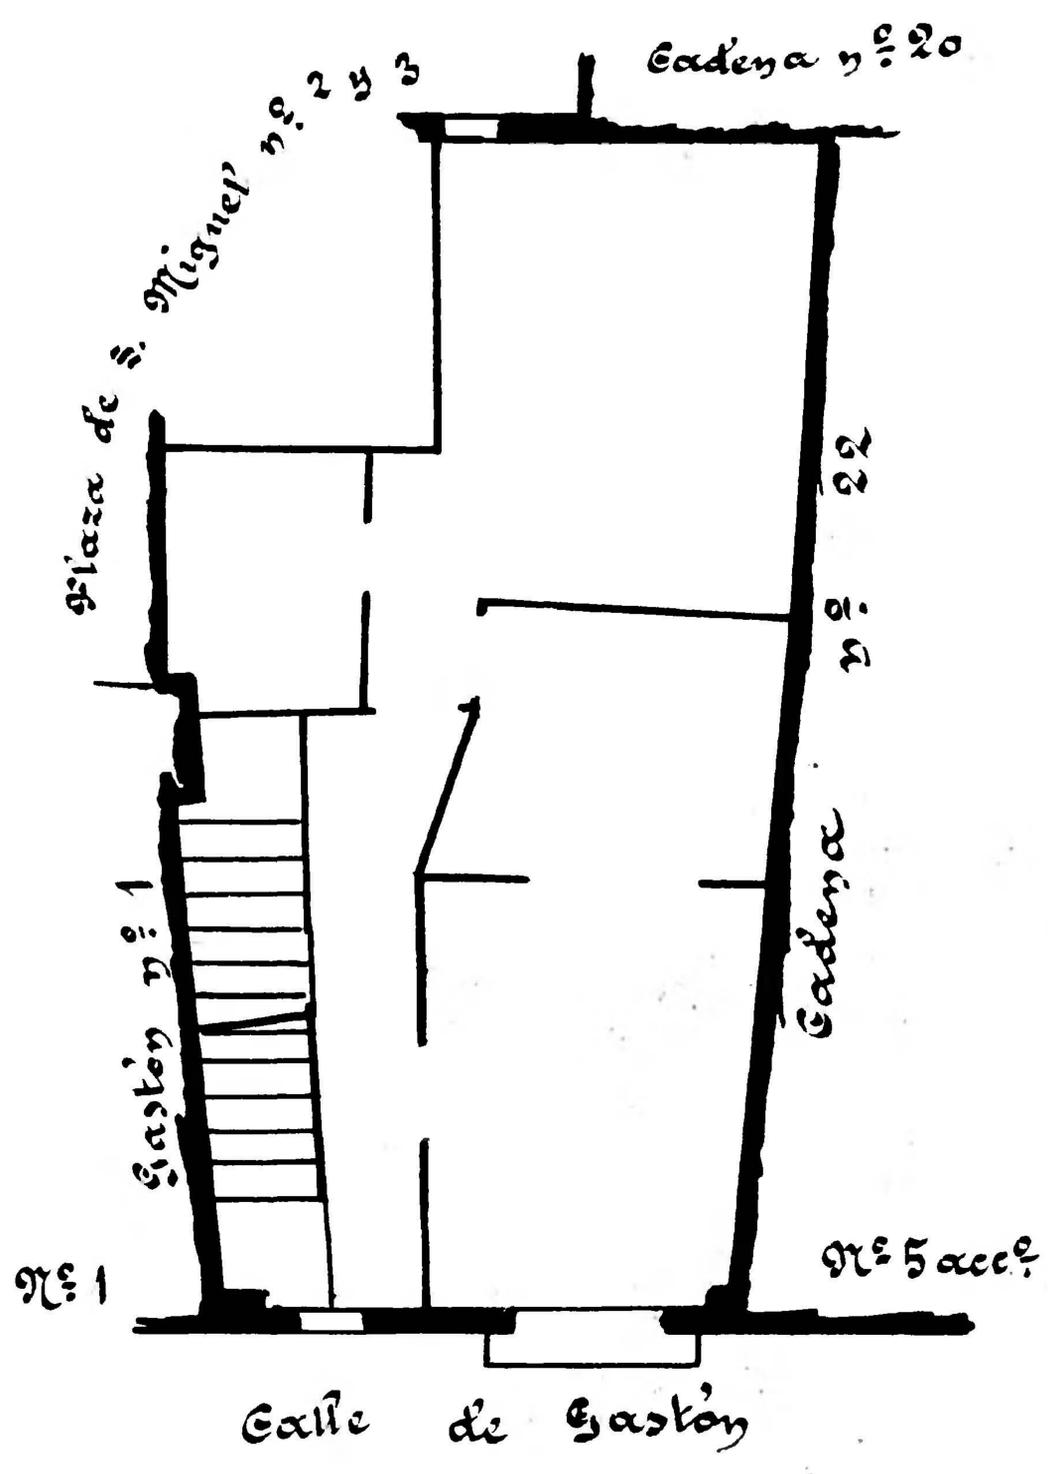 Cadena nº 20
Plaza de S. Miguel nº 2 y 3
Cadena nº 22
Gastón nº 1
Nº 1
Nº 5 accº
Calle de Gastón